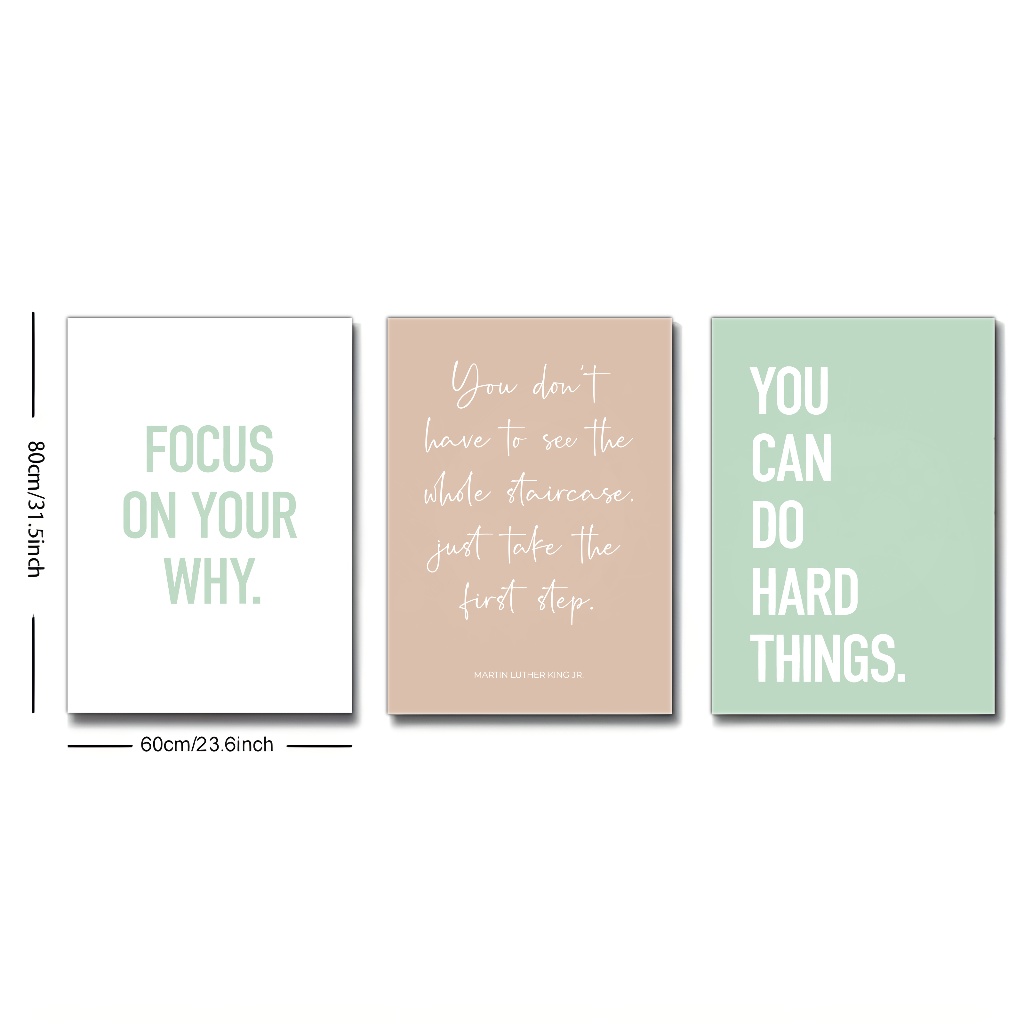 80cm/31.5inch
FOCUS
ON YOUR
WHY.
60cm/23.6inch
You don't
have to see the
whole staircase.
just take the
first step.
MARTIN LUTHER KING JR
YOU
CAN
DO
HARD
THINGS.